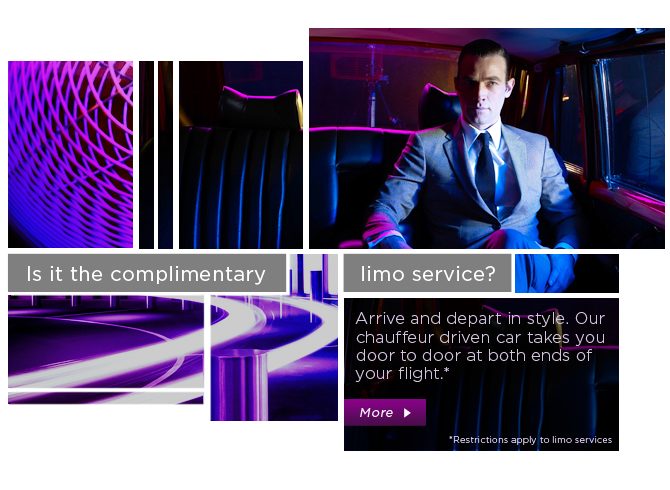 Is it the complimentary limo service?
Arrive and depart in style. Our
chauffeur driven car takes you
door to door at both ends of
your flight.*
More
*Restrictions apply to limo services